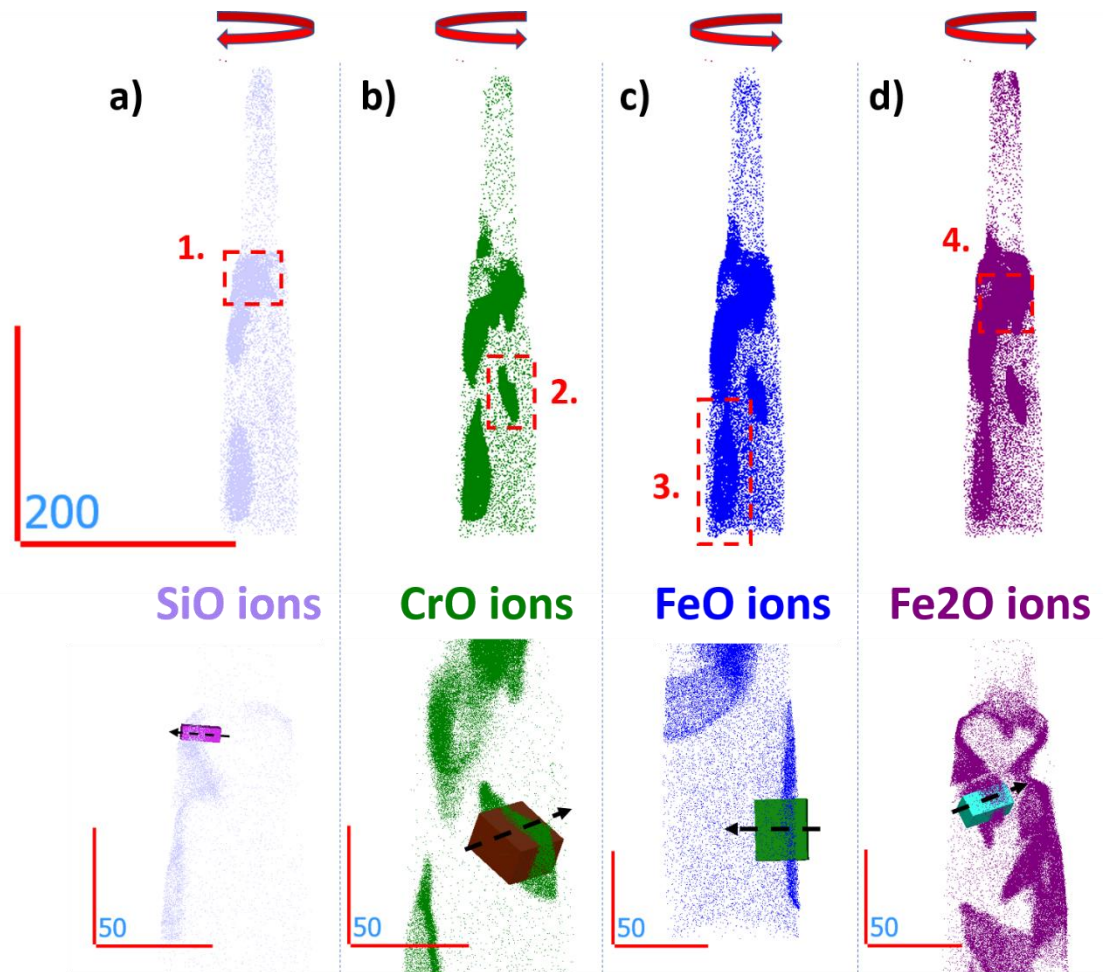 a)
b)
c)
d)
1.
2.
3.
4.
200
SiO ions
CrO ions
FeO ions
Fe2O ions
50
50
50
50